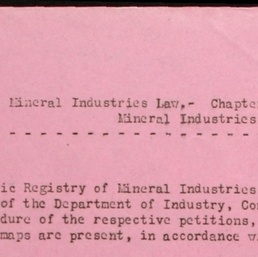 Mineral Industries Law,- Chapte
Mineral Industries
- - - - - - - - - - - - - - - - -
ic Registry of Mineral Industries
of the Department of Industry, Co
dure of the respective petitions,
maps are present, in accordance w